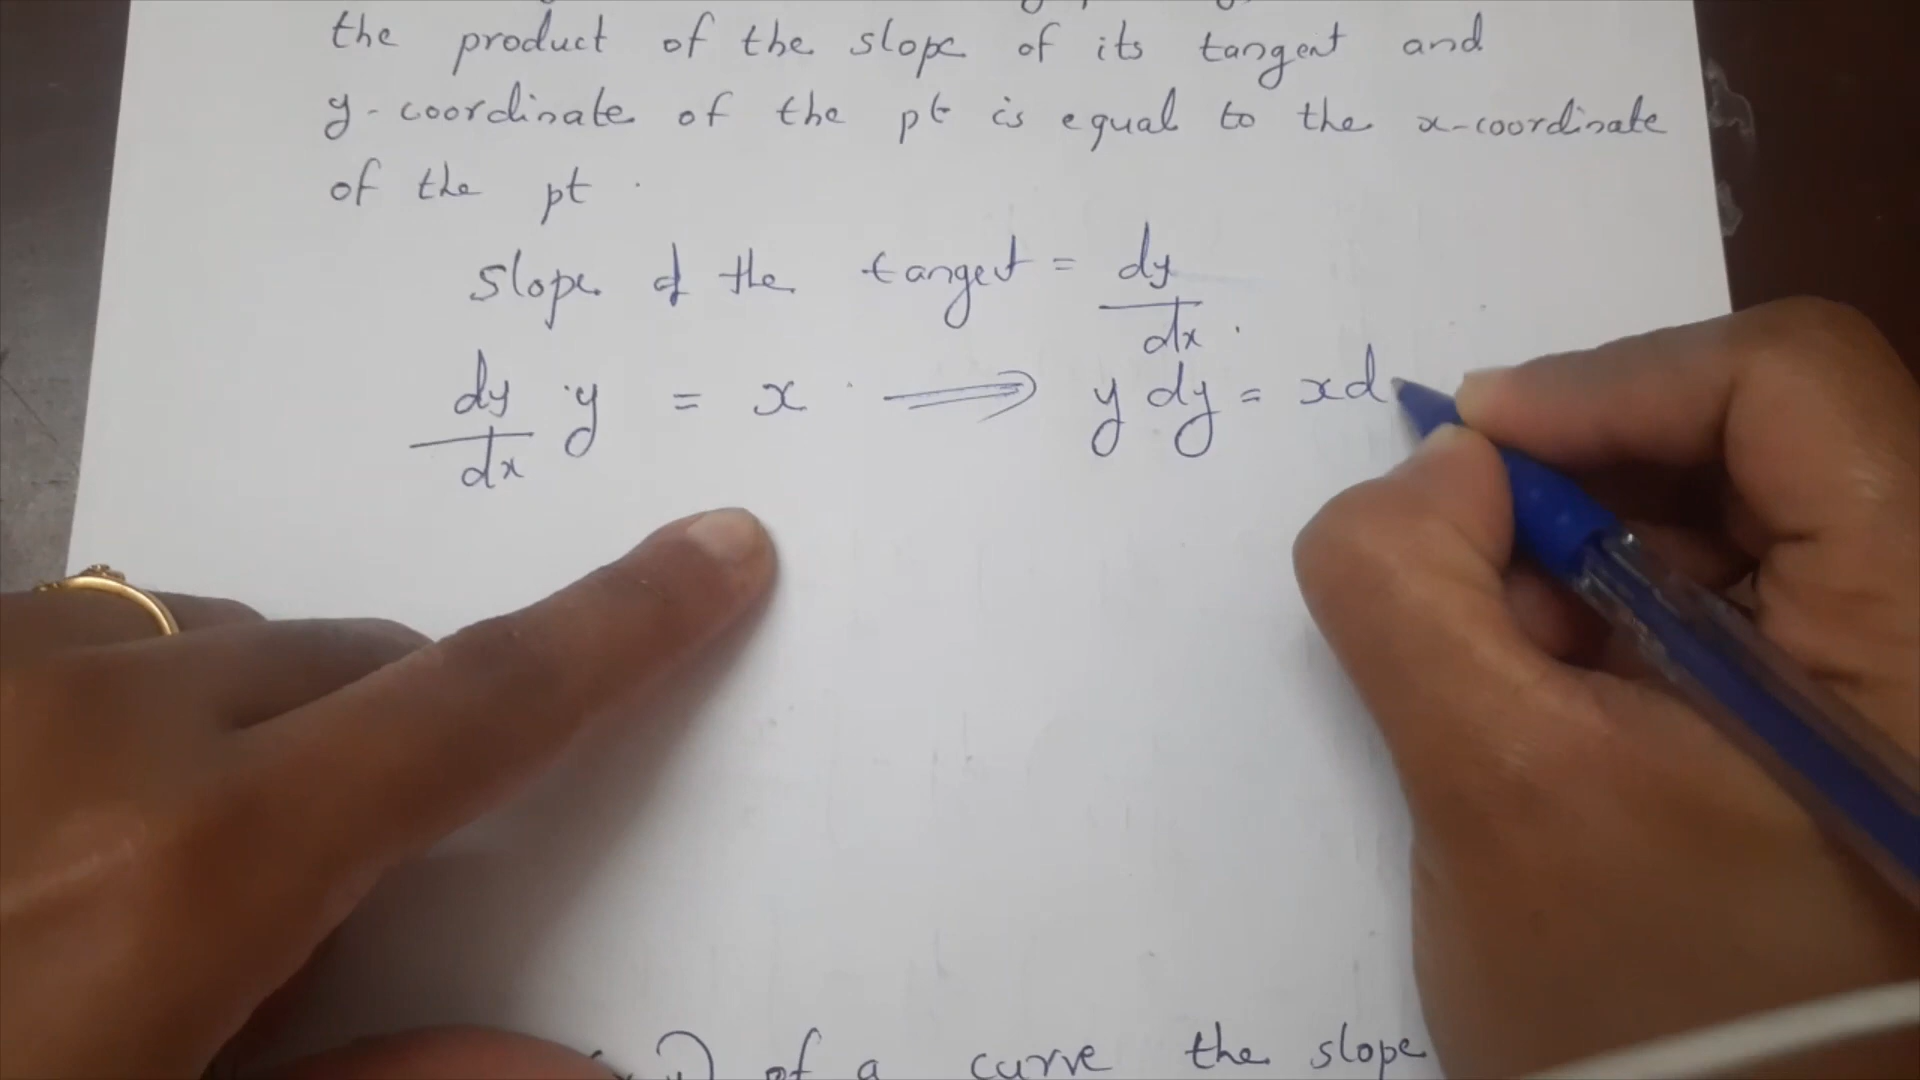 the product of the slope of its tangent and
y-coordinate of the pt is equal to the x-coordinate
of the pt.
slope of the tangent = dy/dx.
dy/dx · y = x ⟹ y dy = xd
of a curve the slope